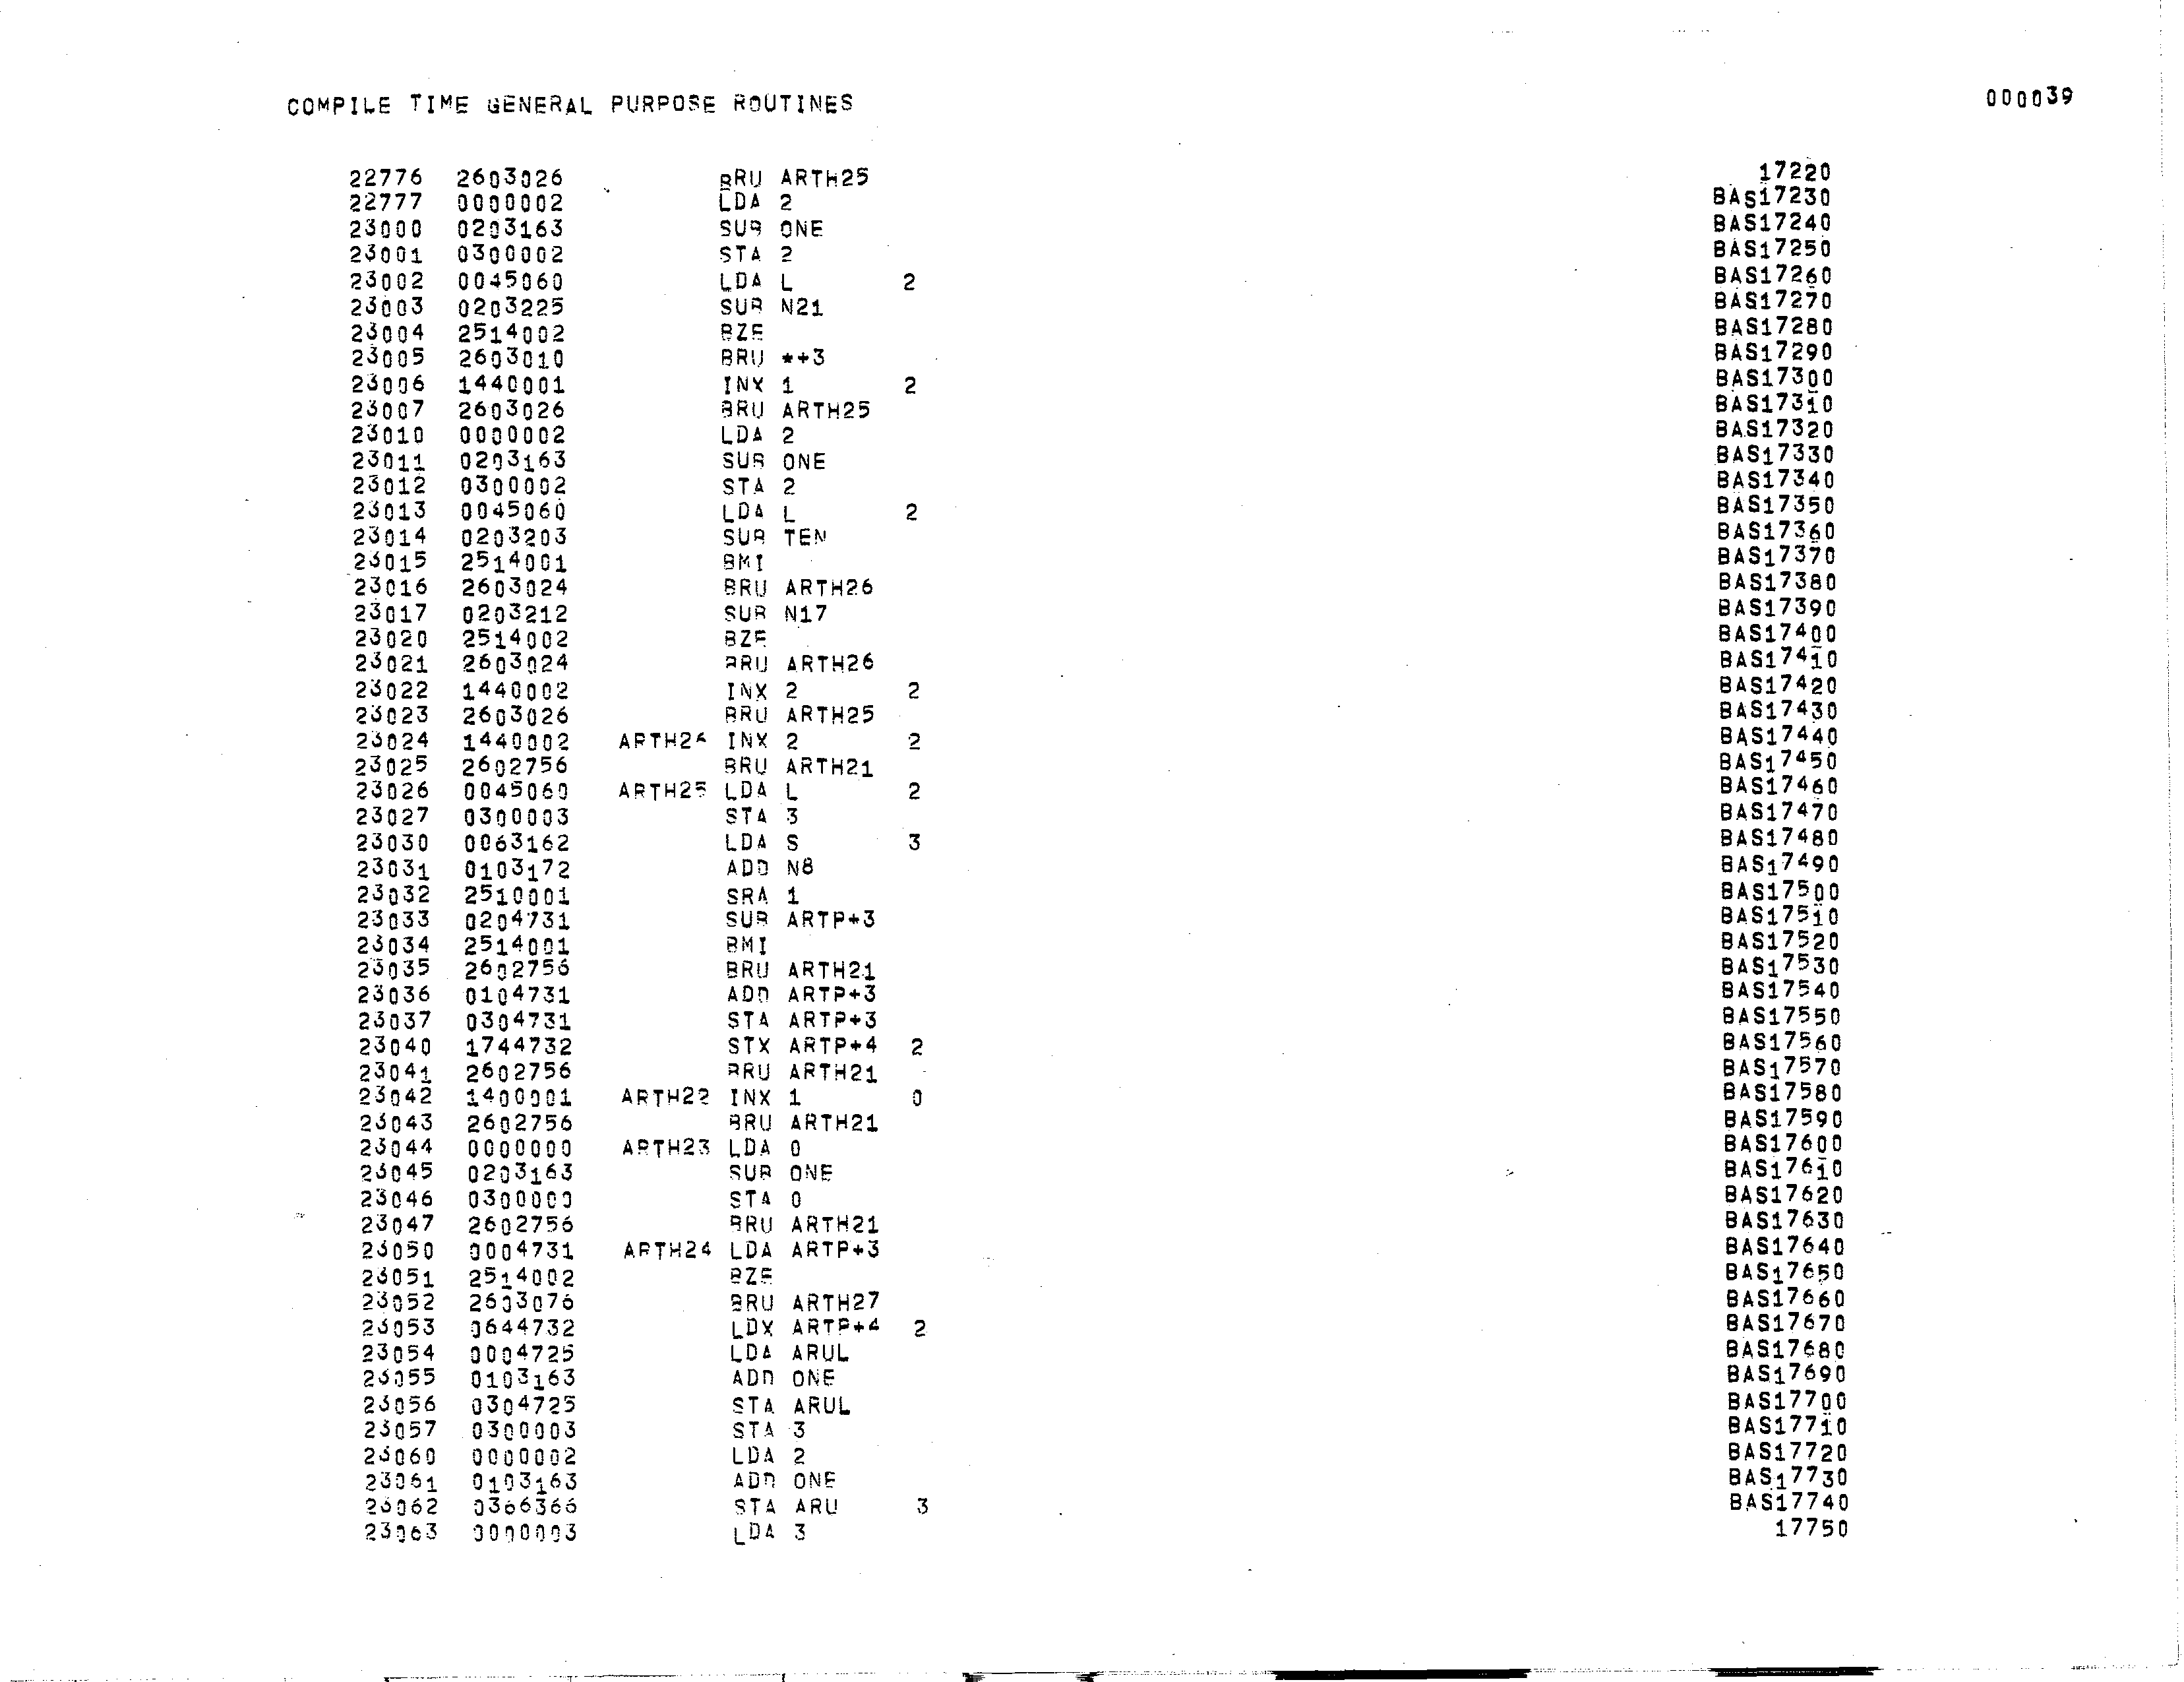 COMPILE TIME GENERAL PURPOSE ROUTINES 000039
22776 2603026 BRU ARTH25 17220
22777 0000002 LDA 2 BAS17230
23000 0203163 SUB ONE BAS17240
23001 0300002 STA 2 BAS17250
23002 0045060 LDA L 2 BAS17260
23003 0203225 SUB N21 BAS17270
23004 2514002 BZE BAS17280
23005 2603010 BRU *+3 BAS17290
23006 1440001 INX 1 2 BAS17300
23007 2603026 BRU ARTH25 BAS17310
23010 0000002 LDA 2 BAS17320
23011 0203163 SUB ONE BAS17330
23012 0300002 STA 2 BAS17340
23013 0045060 LDA L 2 BAS17350
23014 0203203 SUB TEN BAS17360
23015 2514001 BMI BAS17370
23016 2603024 BRU ARTH26 BAS17380
23017 0203212 SUB N17 BAS17390
23020 2514002 BZE BAS17400
23021 2603024 BRU ARTH26 BAS17410
23022 1440002 INX 2 2 BAS17420
23023 2603026 BRU ARTH25 BAS17430
23024 1440002 ARTH26 INX 2 2 BAS17440
23025 2602756 BRU ARTH21 BAS17450
23026 0045060 ARTH25 LDA L 2 BAS17460
23027 0300003 STA 3 BAS17470
23030 0063162 LDA S 3 BAS17480
23031 0103172 ADD N8 BAS17490
23032 2510001 SRA 1 BAS17500
23033 0204731 SUB ARTP+3 BAS17510
23034 2514001 BMI BAS17520
23035 2602756 BRU ARTH21 BAS17530
23036 0104731 ADD ARTP+3 BAS17540
23037 0304731 STA ARTP+3 BAS17550
23040 1744732 STX ARTP+4 2 BAS17560
23041 2602756 BRU ARTH21 BAS17570
23042 1400001 ARTH22 INX 1 0 BAS17580
23043 2602756 BRU ARTH21 BAS17590
23044 0000000 ARTH23 LDA 0 BAS17600
23045 0203163 SUB ONE BAS17610
23046 0300000 STA 0 BAS17620
23047 2602756 BRU ARTH21 BAS17630
23050 0004731 ARTH24 LDA ARTP+3 BAS17640
23051 2514002 BZE BAS17650
23052 2603076 BRU ARTH27 BAS17660
23053 0644732 LDX ARTP+4 2 BAS17670
23054 0004725 LDA ARUL BAS17680
23055 0103163 ADD ONE BAS17690
23056 0304725 STA ARUL BAS17700
23057 0300003 STA 3 BAS17710
23060 0000002 LDA 2 BAS17720
23061 0103163 ADD ONE BAS17730
23062 0366366 STA ARU 3 BAS17740
23063 0000003 LDA 3 17750